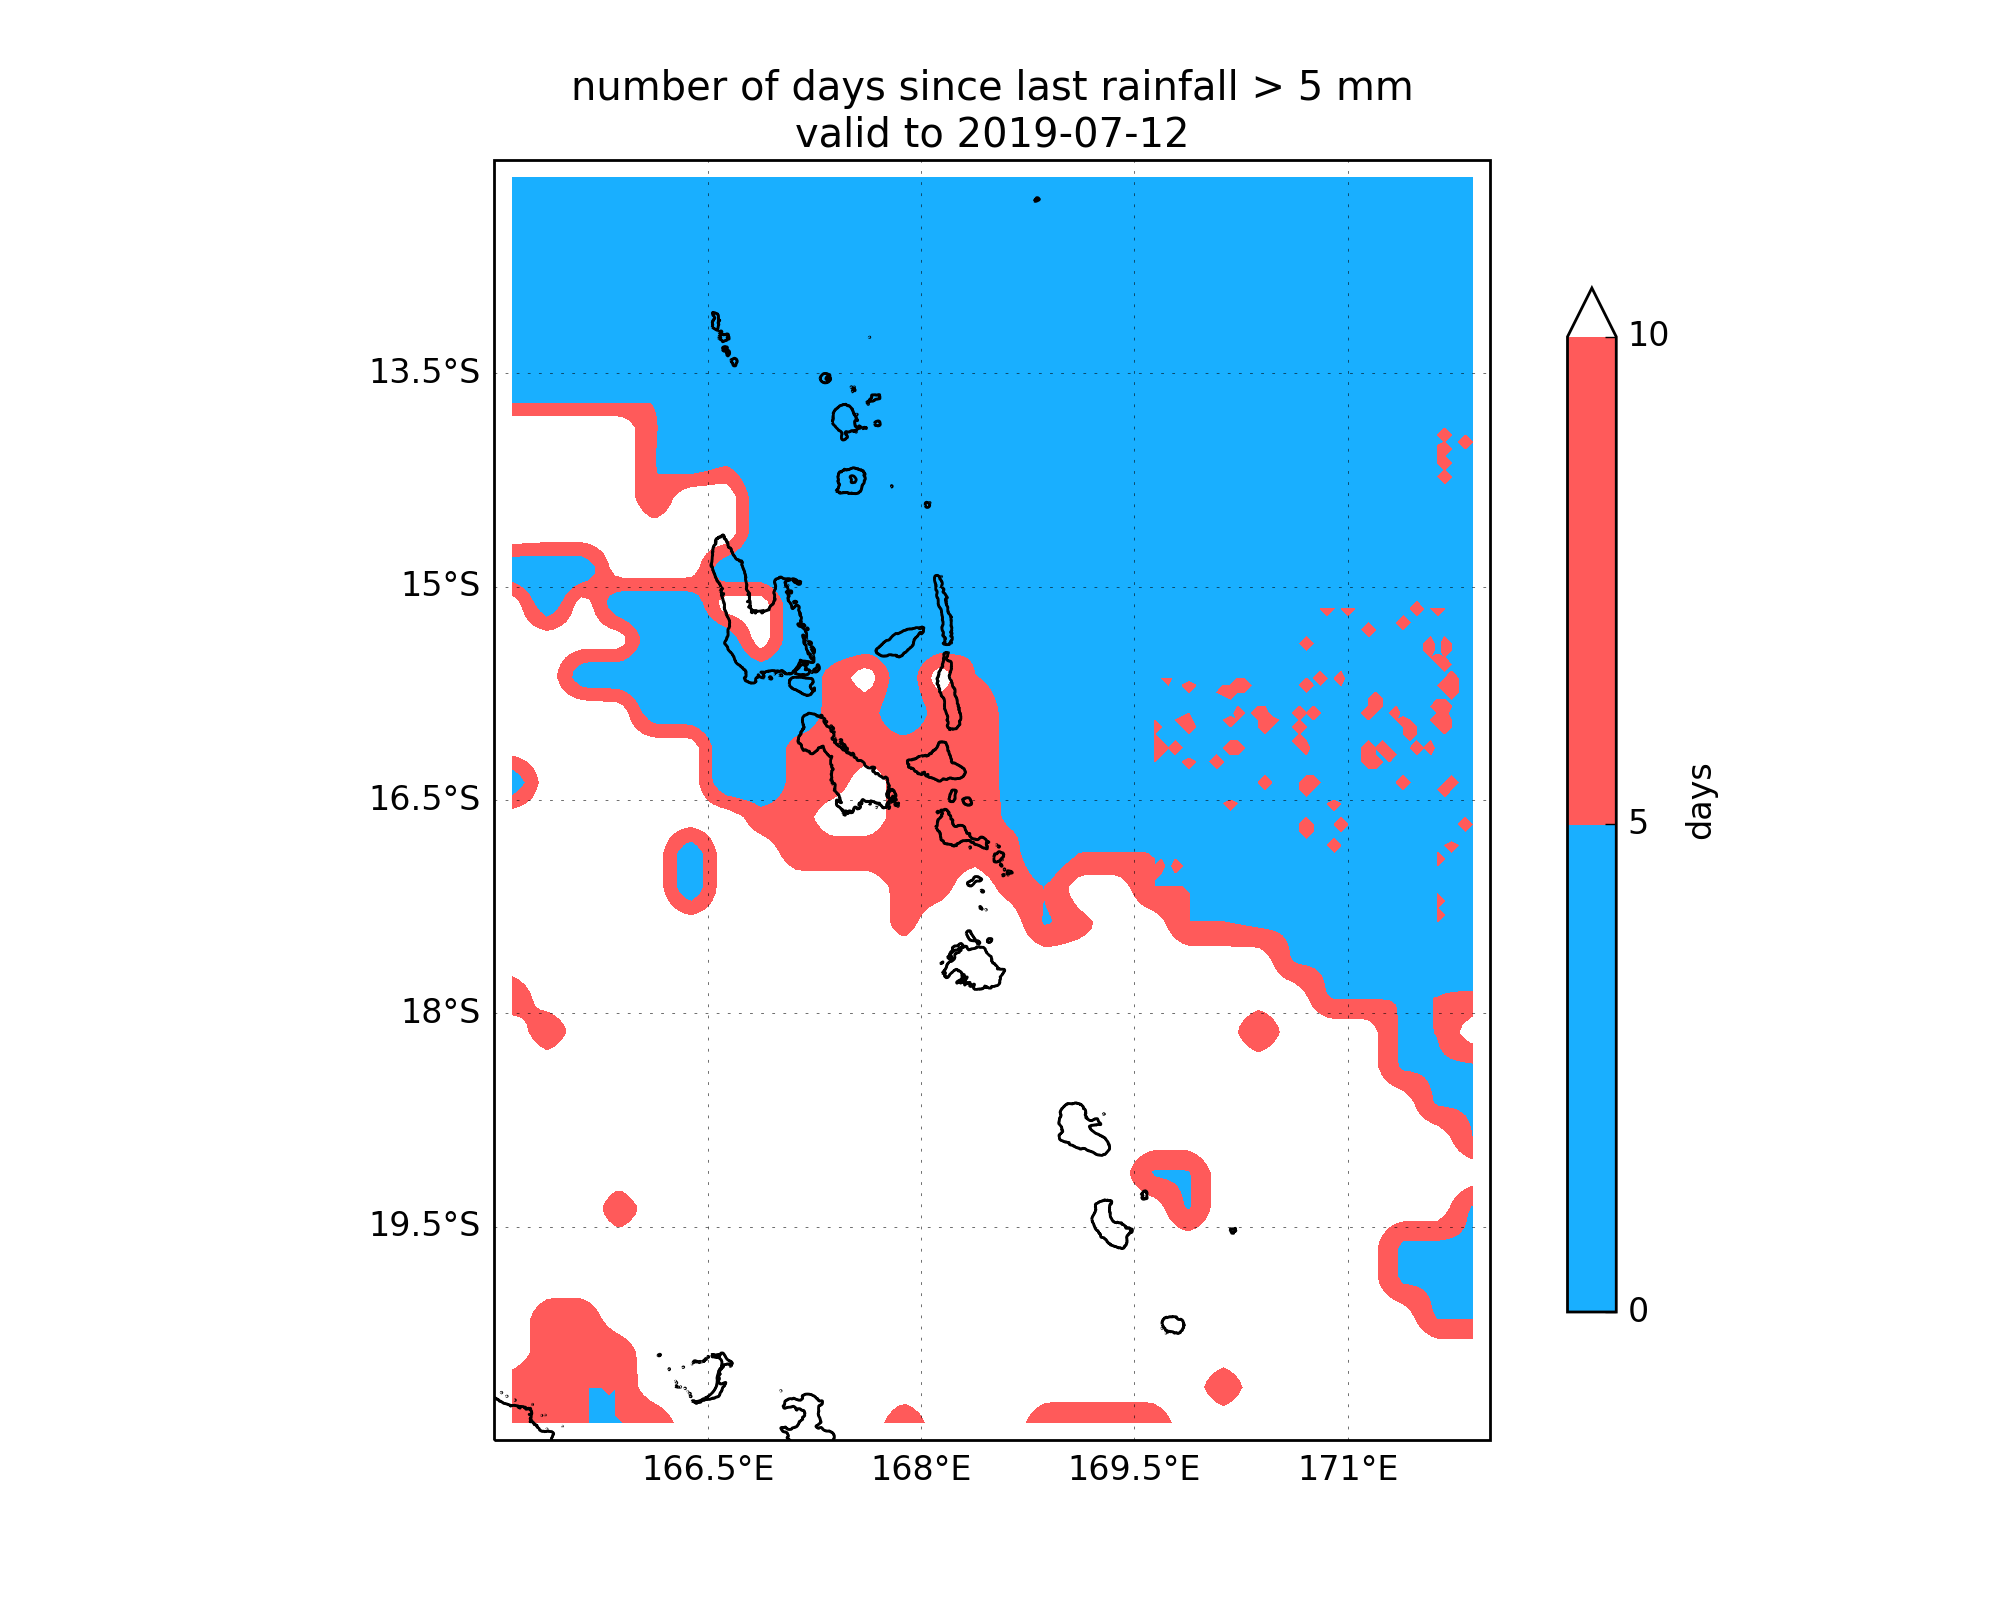 number of days since last rainfall > 5 mm
valid to 2019-07-12
13.5°S
15°S
16.5°S
18°S
19.5°S
166.5°E
168°E
169.5°E
171°E
10
5
0
days